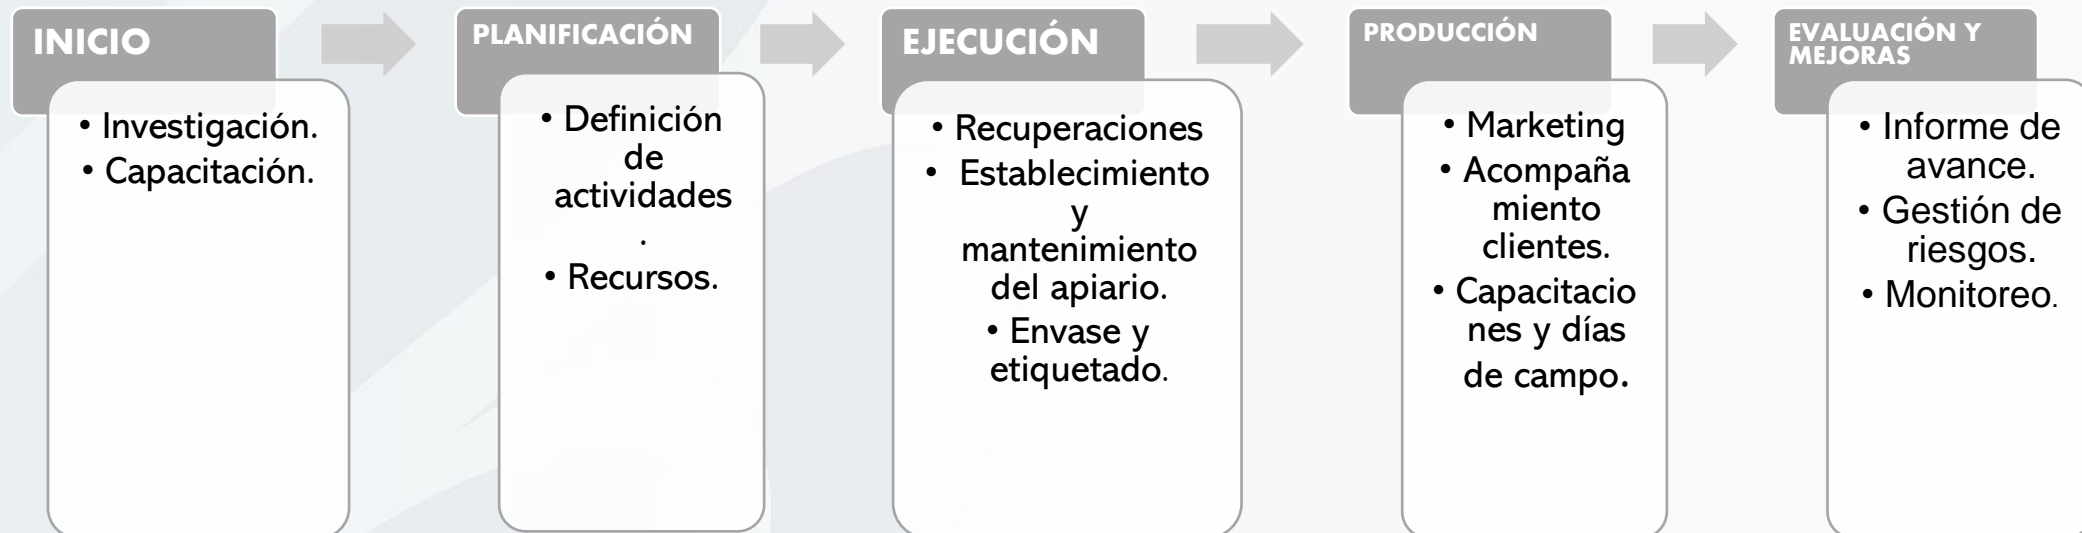 INICIO
• Investigación.
• Capacitación.
PLANIFICACIÓN
• Definición
de
actividades
.
• Recursos.
EJECUCIÓN
• Recuperaciones
• Establecimiento
y
mantenimiento
del apiario.
• Envase y
etiquetado.
PRODUCCIÓN
• Marketing
• Acompaña
miento
clientes.
• Capacitacio
nes y días
de campo.
EVALUACIÓN Y
MEJORAS
• Informe de
avance.
• Gestión de
riesgos.
• Monitoreo.